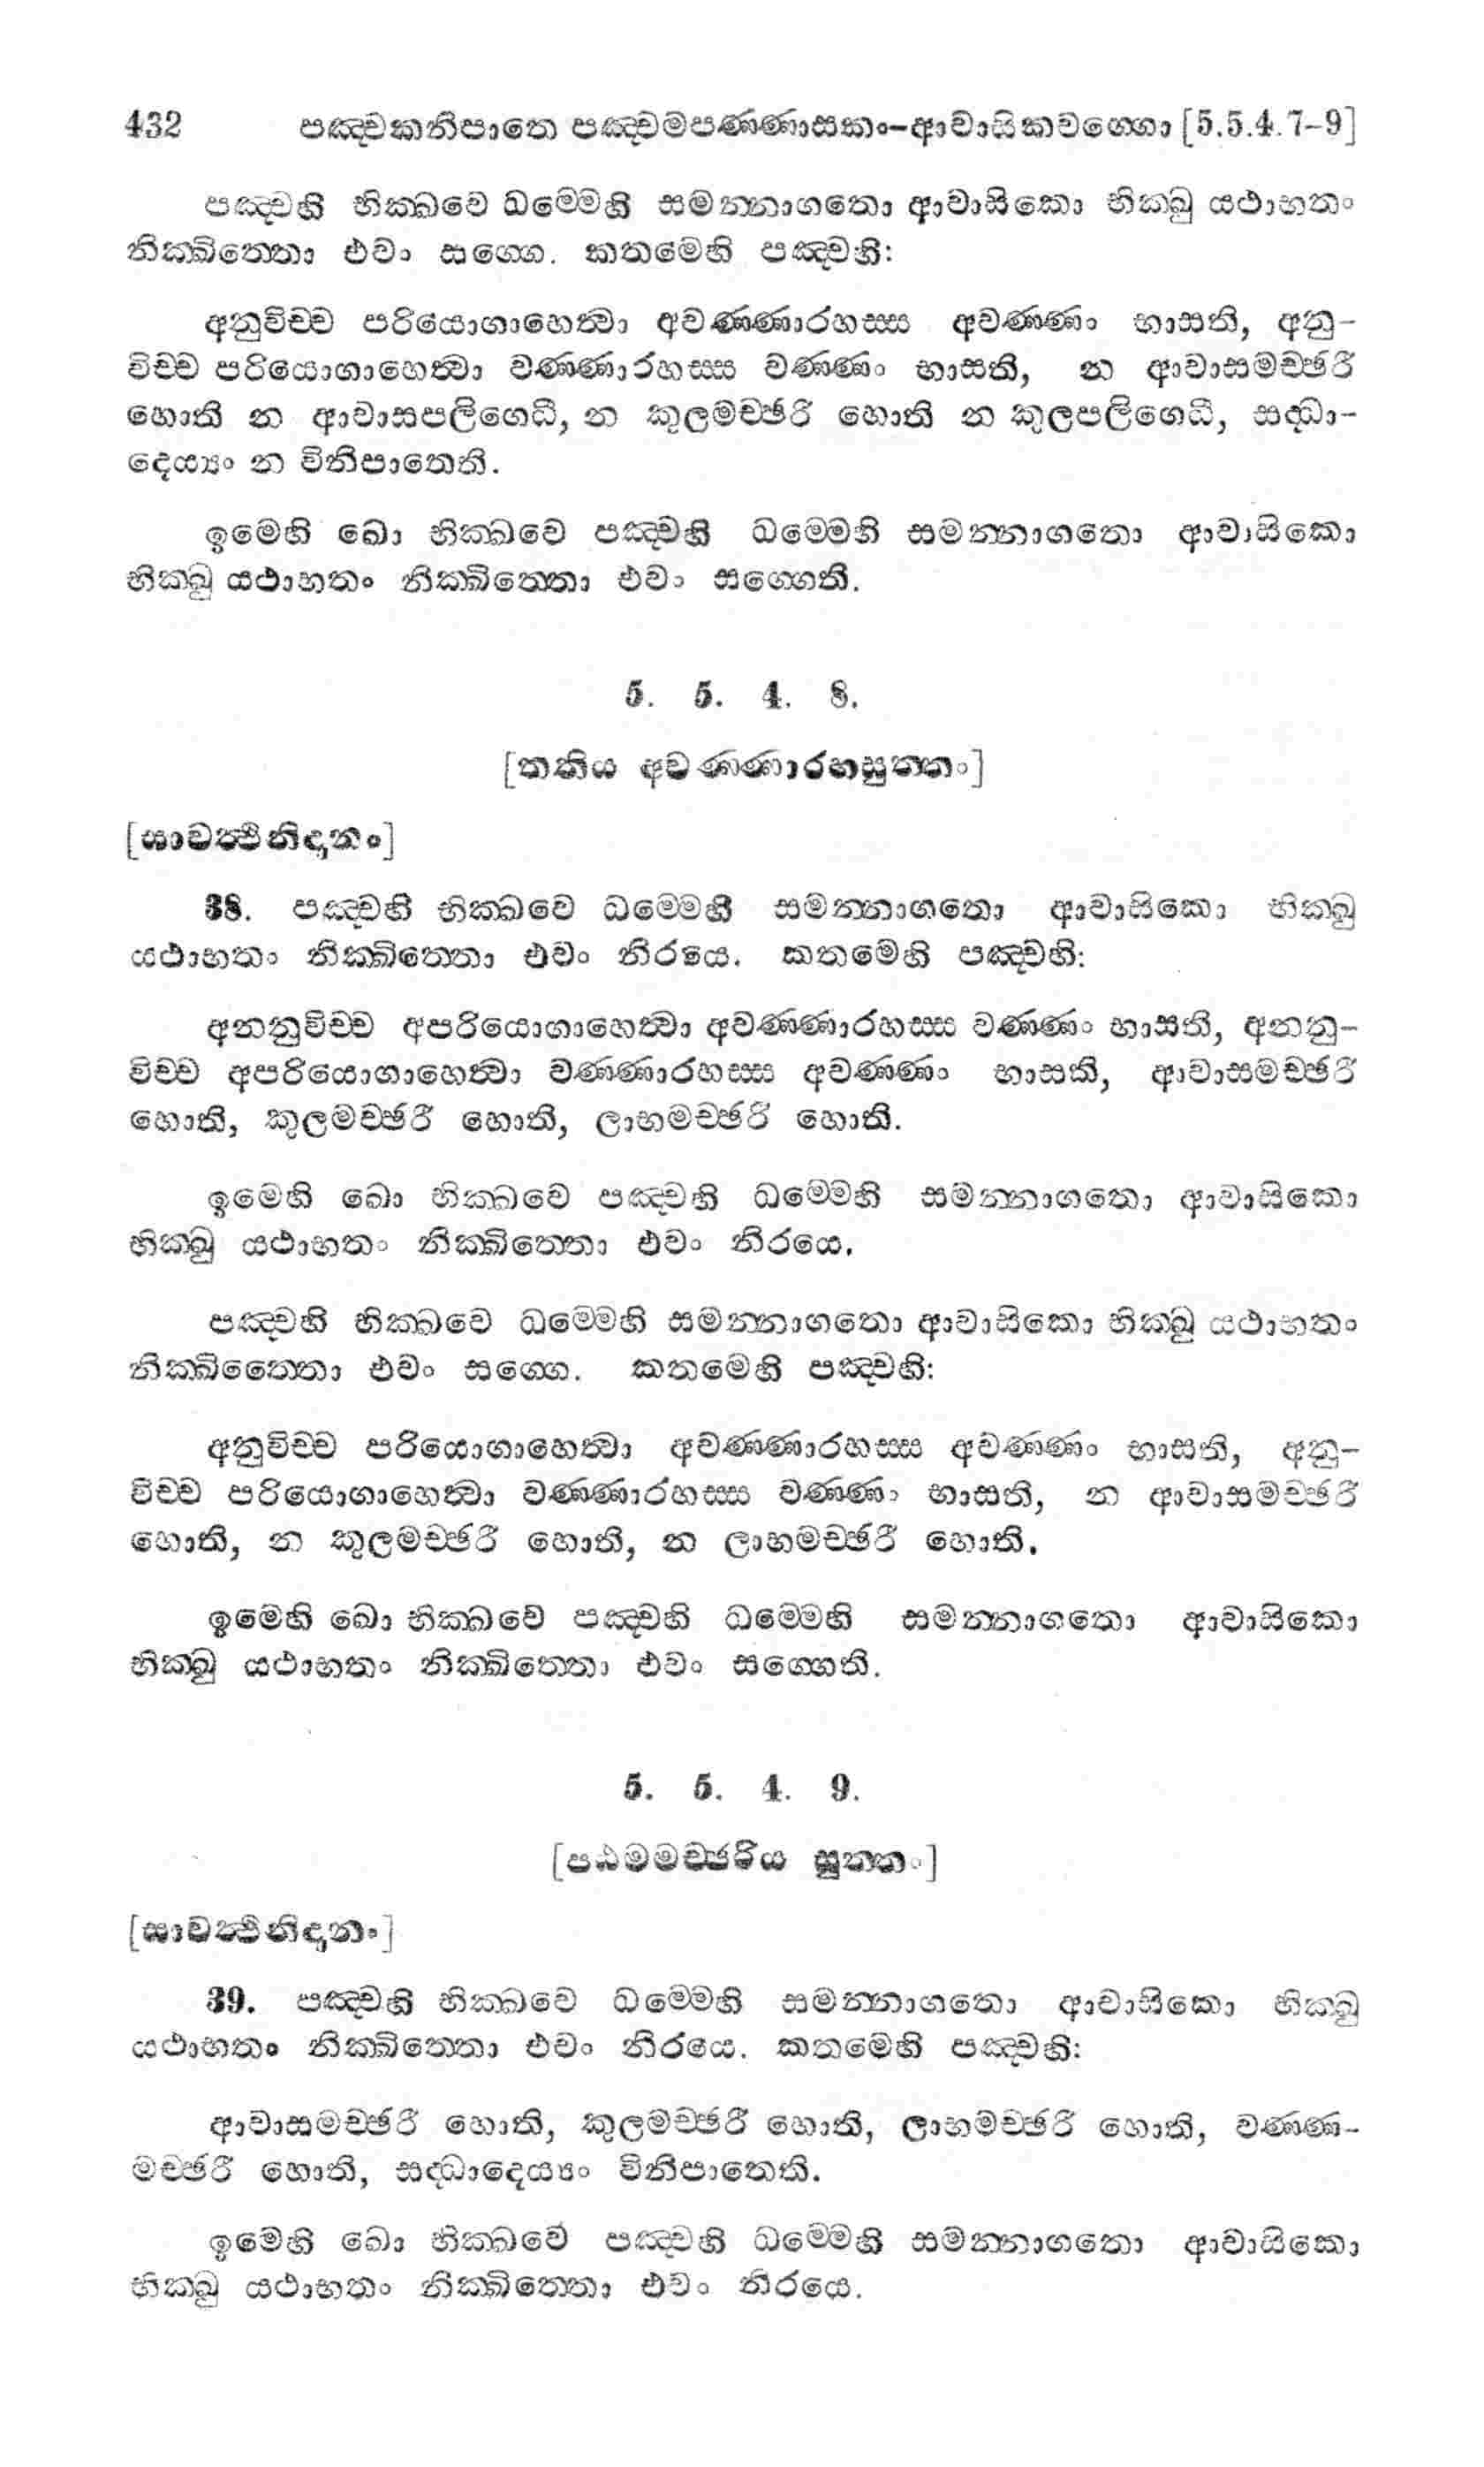 432 පඤ්චකනිපාතෙ පඤ්චමපණ්ණාසකං-ආවාසිකවග්ගො [5.5.4.7-9]
පඤ්චහි භික්ඛවෙ ධම්මෙහි සමන්නාගතො ආවාසිකො භික්ඛු යථාභතං
නික්ඛිත්තො එවං සග්ගෙ. කතමෙහි පඤ්චහි:
අනුවිච්ච පරියොගාහෙත්වා අවණ්ණාරහස්ස අවණ්ණං භාසති, අනු-
විච්ච පරියොගාහෙත්වා වණ්ණාරහස්ස වණ්ණං භාසති, න ආවාසමච්ඡරී
හොති න ආවාසපලිගෙධී, න කුලමච්ඡරී හොති න කුලපලිගෙධී, සද්ධා-
දෙය්‍යං න විනිපාතෙති.
ඉමෙහි ඛො භික්ඛවෙ පඤ්චහි ධම්මෙහි සමන්නාගතො ආවාසිකො
භික්ඛු යථාභතං නික්ඛිත්තො එවං සග්ගෙති.
5. 5. 4. 8.
[තතිය අවණ්ණාරහසුත්තං]
[සාවත්ථිනිදානං]
38. පඤ්චහි භික්ඛවෙ ධම්මෙහි සමන්නාගතො ආවාසිකො භික්ඛු
යථාභතං නික්ඛිත්තො එවං නිරයෙ. කතමෙහි පඤ්චහි:
අනනුවිච්ච අපරියොගාහෙත්වා අවණ්ණාරහස්ස වණ්ණං භාසති, අනනු-
විච්ච අපරියොගාහෙත්වා වණ්ණාරහස්ස අවණ්ණං භාසති, ආවාසමච්ඡරී
හොති, කුලමච්ඡරී හොති, ලාභමච්ඡරී හොති.
ඉමෙහි ඛො භික්ඛවෙ පඤ්චහි ධම්මෙහි සමන්නාගතො ආවාසිකො
භික්ඛු යථාභතං නික්ඛිත්තො එවං නිරයෙ.
පඤ්චහි භික්ඛවෙ ධම්මෙහි සමන්නාගතො ආවාසිකො භික්ඛු යථාභතං
නික්ඛිත්තො එවං සග්ගෙ. කතමෙහි පඤ්චහි:
අනුවිච්ච පරියොගාහෙත්වා අවණ්ණාරහස්ස අවණ්ණං භාසති, අනු-
විච්ච පරියොගාහෙත්වා වණ්ණාරහස්ස වණ්ණං භාසති, න ආවාසමච්ඡරී
හොති, න කුලමච්ඡරී හොති, න ලාභමච්ඡරී හොති.
ඉමෙහි ඛො භික්ඛවෙ පඤ්චහි ධම්මෙහි සමන්නාගතො ආවාසිකො
භික්ඛු යථාභතං නික්ඛිත්තො එවං සග්ගෙති.
5. 5. 4. 9.
[පඨමමච්ඡරිය සුත්තං]
[සාවත්ථිනිදානං]
39. පඤ්චහි භික්ඛවෙ ධම්මෙහි සමන්නාගතො ආවාසිකො භික්ඛු
යථාභතං නික්ඛිත්තො එවං නිරයෙ. කතමෙහි පඤ්චහි:
ආවාසමච්ඡරී හොති, කුලමච්ඡරී හොති, ලාභමච්ඡරී හොති, වණ්ණ-
මච්ඡරී හොති, සද්ධාදෙය්‍යං විනිපාතෙති.
ඉමෙහි ඛො භික්ඛවෙ පඤ්චහි ධම්මෙහි සමන්නාගතො ආවාසිකො
භික්ඛු යථාභතං නික්ඛිත්තො එවං නිරයෙ.